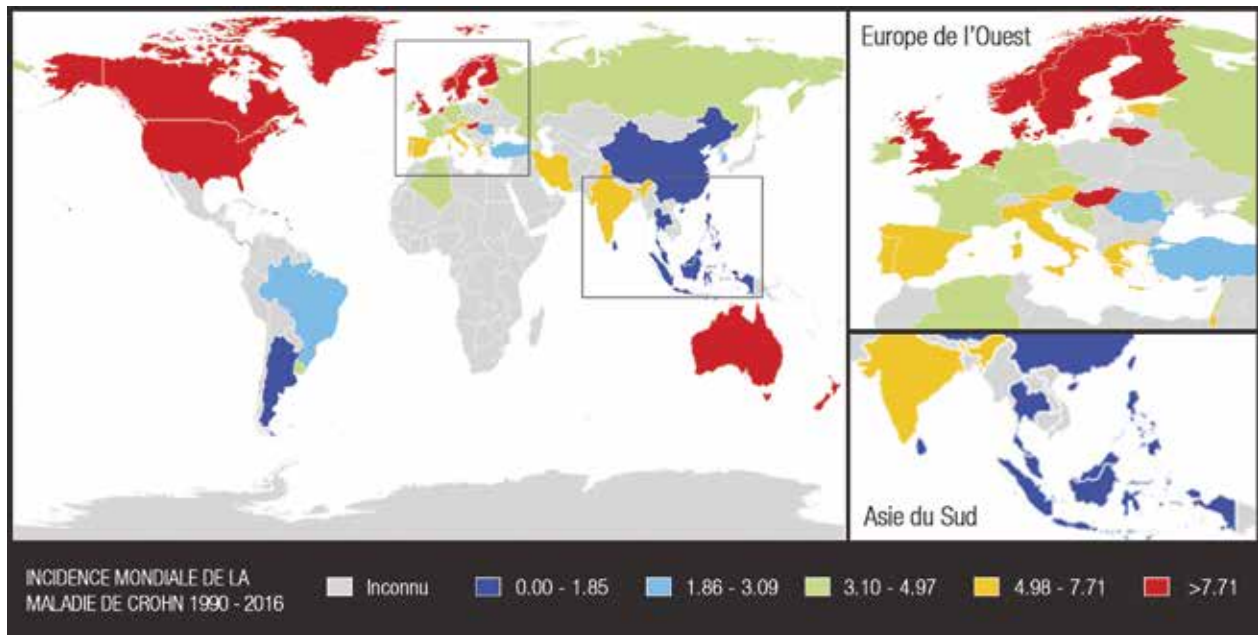 Europe de l'Ouest
Asie du Sud
INCIDENCE MONDIALE DE LA
MALADIE DE CROHN 1990 - 2016
Inconnu
0.00 - 1.85
1.86 - 3.09
3.10 - 4.97
4.98 - 7.71
>7.71